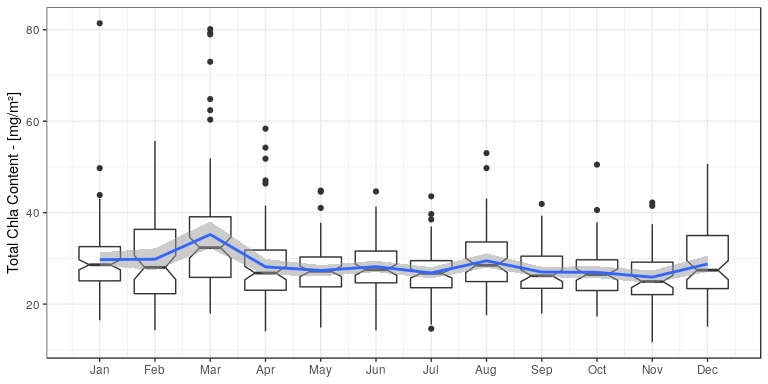 Total Chla Content - [mg/m²]
80
60
40
20
Jan Feb Mar Apr May Jun Jul Aug Sep Oct Nov Dec